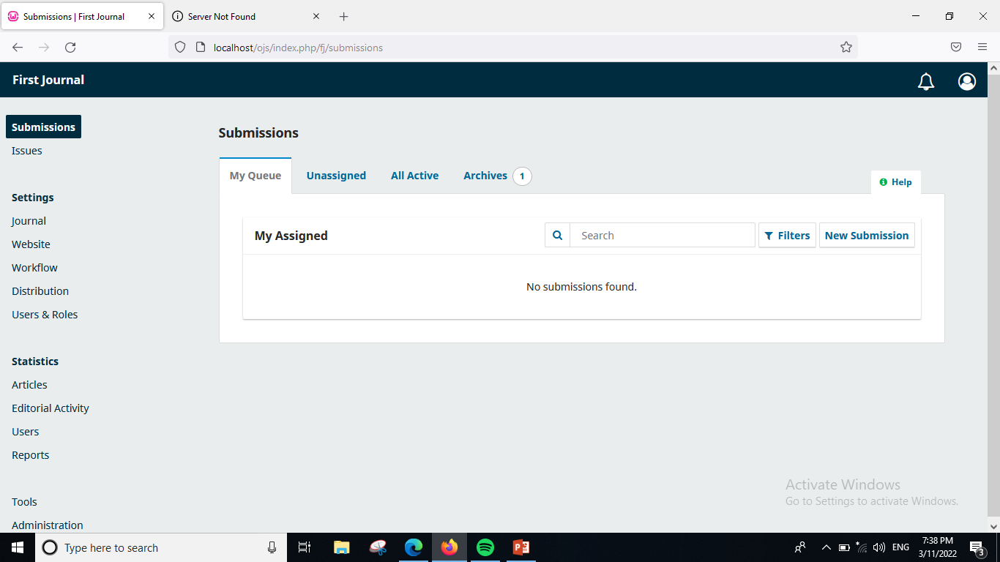 Submissions | First Journal
Server Not Found
localhost/ojs/index.php/fj/submissions
First Journal
Submissions
Issues
Settings
Journal
Website
Workflow
Distribution
Users & Roles
Statistics
Articles
Editorial Activity
Users
Reports
Tools
Administration
Submissions
My Queue Unassigned All Active Archives 1
Help
My Assigned Search Filters New Submission
No submissions found.
Activate Windows
Go to Settings to activate Windows.
Type here to search
ENG
7:38 PM
3/11/2022
3